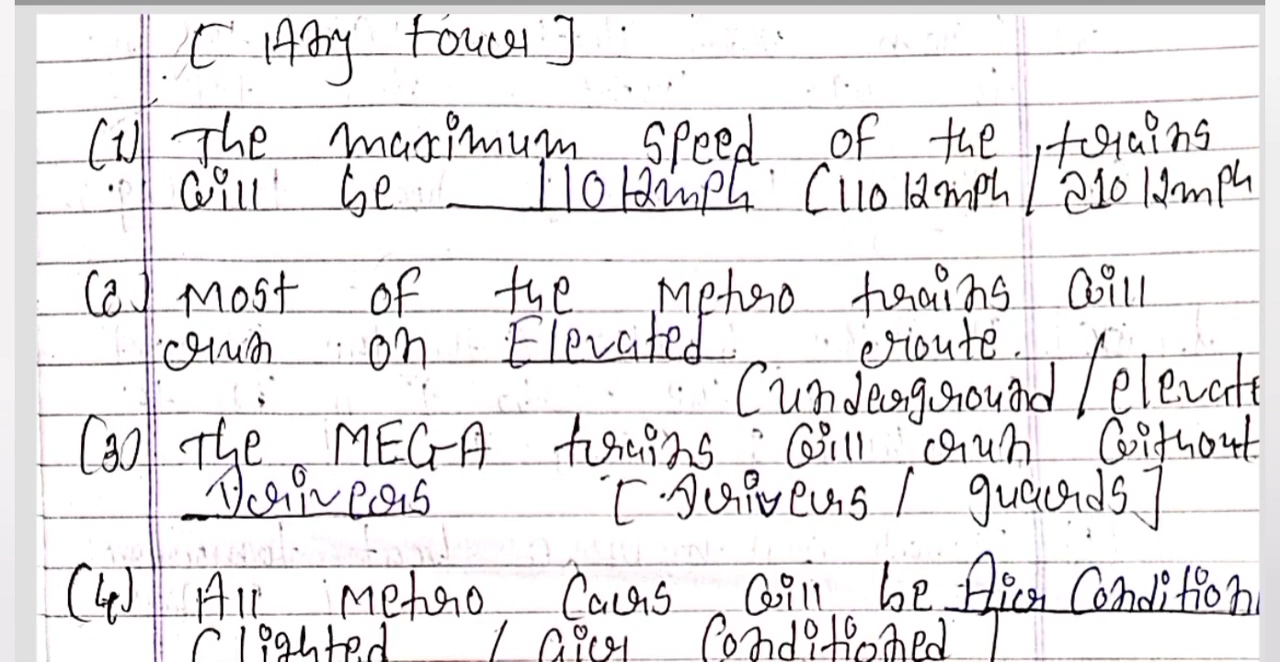 [ Any four ]
(1) The maximum speed of the trains
will be 110 kmph (110 kmph / 210 kmph
(2) Most of the Metro trains will
run on Elevated route.
(underground / elevate
(3) The MEGA trains will run without
Drivers [ Drivers / guards ]
(4) All Metro Cars will be Air Condition
( lighted / Air Conditioned ]